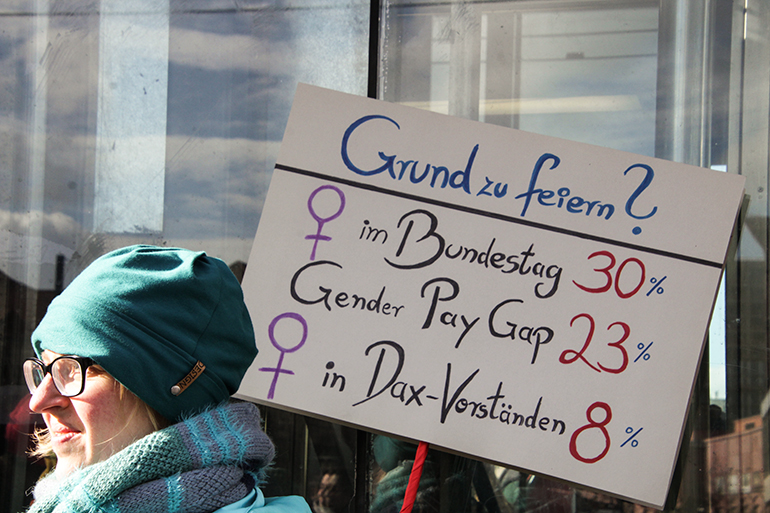 Grund zu feiern?
♀ im Bundestag 30%
Gender Pay Gap 23%
♀ in Dax-Vorständen 8%